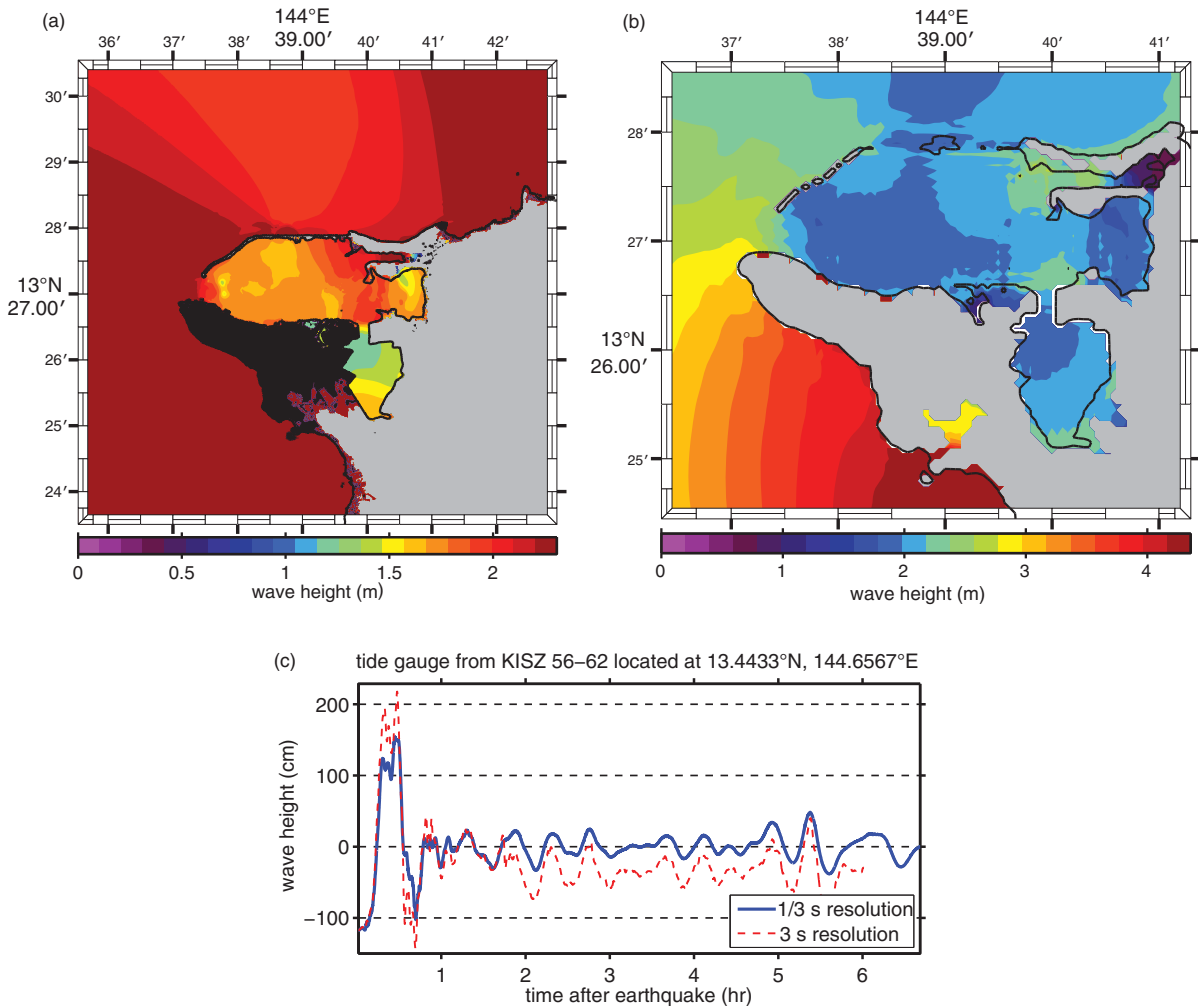 (a)
144°E
39.00′
36′ 37′ 38′ 40′ 41′ 42′
30′
29′
28′
13°N
27.00′
26′
25′
24′
0 0.5 1 1.5 2
wave height (m)
(b)
144°E
39.00′
37′ 38′ 40′ 41′
28′
27′
13°N
26.00′
25′
0 1 2 3 4
wave height (m)
(c) tide gauge from KISZ 56–62 located at 13.4433°N, 144.6567°E
wave height (cm)
200
100
0
−100
1/3 s resolution
3 s resolution
1 2 3 4 5 6
time after earthquake (hr)